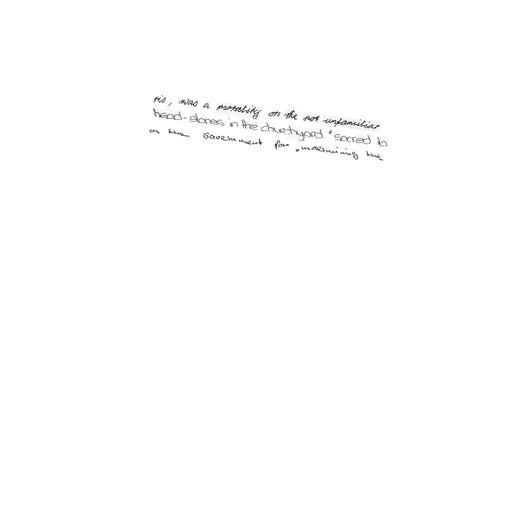 ris, was a morality on the not unfamiliar
head-stones in the churchyard "sacred to
on the Government for undermining the